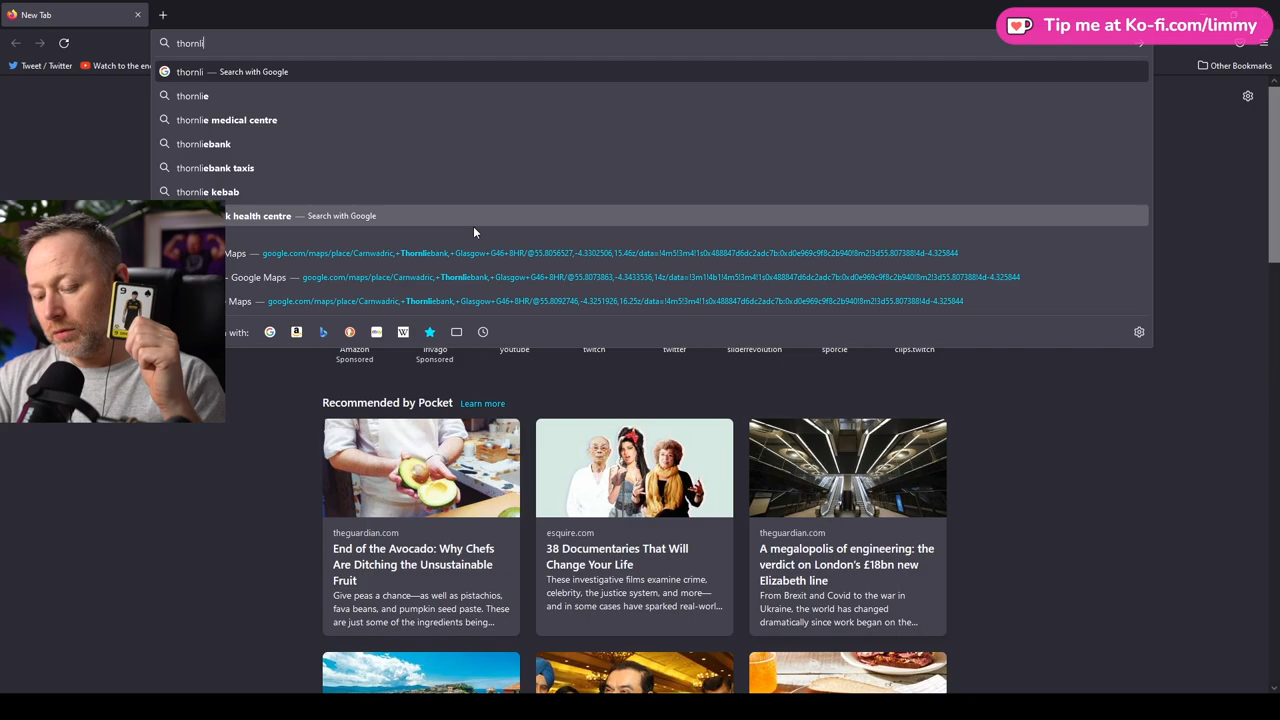 New Tab
Tip me at Ko-fi.com/limmy
thornli
Tweet / Twitter
Watch to the en
Other Bookmarks
thornli — Search with Google
thornlie
thornlie medical centre
thornliebank
thornliebank taxis
thornlie kebab
k health centre — Search with Google
Maps — google.com/maps/place/Carnwadric,+Thornliebank,+Glasgow+G46+8HR/@55.8056527,-4.3302506,15.46z/data=!4m5!3m4!1s0x488847d6dc2adc7b:0xd0e969c9f8c2b940!8m2!3d55.807388!4d-4.325844
- Google Maps — google.com/maps/place/Carnwadric,+Thornliebank,+Glasgow+G46+8HR/@55.8073863,-4.3433536,14z/data=!3m1!4b1!4m5!3m4!1s0x488847d6dc2adc7b:0xd0e969c9f8c2b940!8m2!3d55.807388!4d-4.325844
Maps — google.com/maps/place/Carnwadric,+Thornliebank,+Glasgow+G46+8HR/@55.8092746,-4.3251926,16.25z/data=!4m5!3m4!1s0x488847d6dc2adc7b:0xd0e969c9f8c2b940!8m2!3d55.807388!4d-4.325844
9
with:
Amazon
Sponsored
Trivago
Sponsored
youtube
twitch
twitter
sliderrevolution
sporcle
clips.twitch
Recommended by Pocket Learn more
theguardian.com
End of the Avocado: Why Chefs
Are Ditching the Unsustainable
Fruit
Give peas a chance—as well as pistachios,
fava beans, and pumpkin seed paste. These
are just some of the ingredients being...
esquire.com
38 Documentaries That Will
Change Your Life
These investigative films examine crime,
celebrity, the justice system, and more—
and in some cases have sparked real-worl...
theguardian.com
A megalopolis of engineering: the
verdict on London's £18bn new
Elizabeth line
From Brexit and Covid to the war in
Ukraine, the world has changed
dramatically since work began on the...